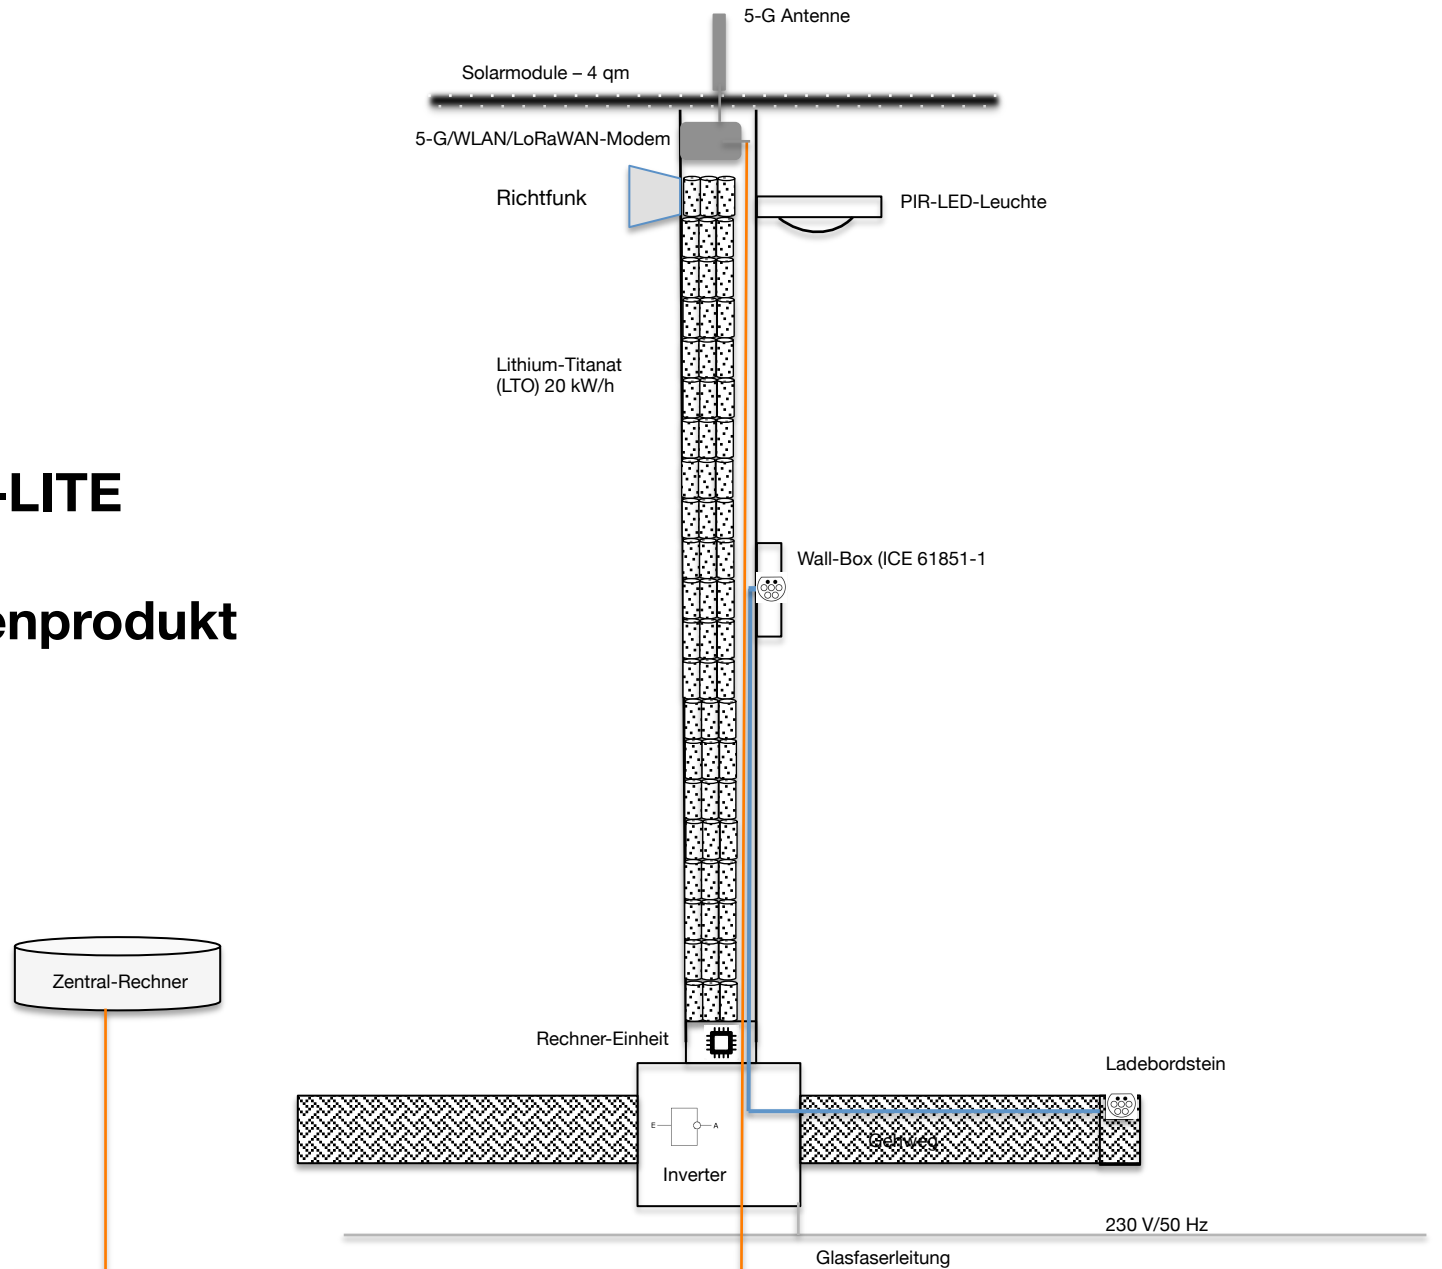 5-G Antenne
Solarmodule – 4 qm
5-G/WLAN/LoRaWAN-Modem
Richtfunk
PIR-LED-Leuchte
Lithium-Titanat
(LTO) 20 kW/h
-LITE
Wall-Box (ICE 61851-1
enprodukt
Zentral-Rechner
Rechner-Einheit
Ladebordstein
E
A
Gehweg
Inverter
230 V/50 Hz
Glasfaserleitung